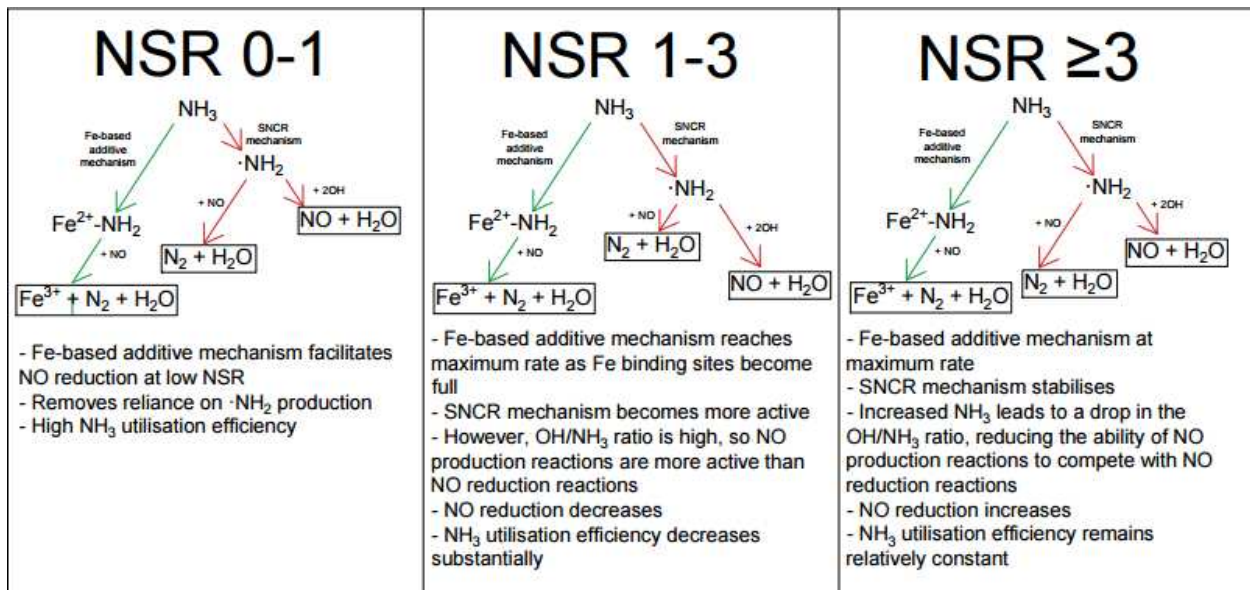 NSR 0-1
NH₃
Fe-based
additive
mechanism
SNCR
mechanism
·NH₂
+ NO
+ 2OH
Fe²⁺-NH₂
NO + H₂O
+ NO
N₂ + H₂O
Fe³⁺ + N₂ + H₂O
- Fe-based additive mechanism facilitates
NO reduction at low NSR
- Removes reliance on ·NH₂ production
- High NH₃ utilisation efficiency
NSR 1-3
NH₃
Fe-based
additive
mechanism
SNCR
mechanism
·NH₂
+ NO
+ 2OH
Fe²⁺-NH₂
N₂ + H₂O
+ NO
NO + H₂O
Fe³⁺ + N₂ + H₂O
- Fe-based additive mechanism reaches
maximum rate as Fe binding sites become
full
- SNCR mechanism becomes more active
- However, OH/NH₃ ratio is high, so NO
production reactions are more active than
NO reduction reactions
- NO reduction decreases
- NH₃ utilisation efficiency decreases
substantially
NSR ≥3
NH₃
Fe-based
additive
mechanism
SNCR
mechanism
·NH₂
+ NO
+ 2OH
Fe²⁺-NH₂
NO + H₂O
+ NO
N₂ + H₂O
Fe³⁺ + N₂ + H₂O
- Fe-based additive mechanism at
maximum rate
- SNCR mechanism stabilises
- Increased NH₃ leads to a drop in the
OH/NH₃ ratio, reducing the ability of NO
production reactions to compete with NO
reduction reactions
- NO reduction increases
- NH₃ utilisation efficiency remains
relatively constant